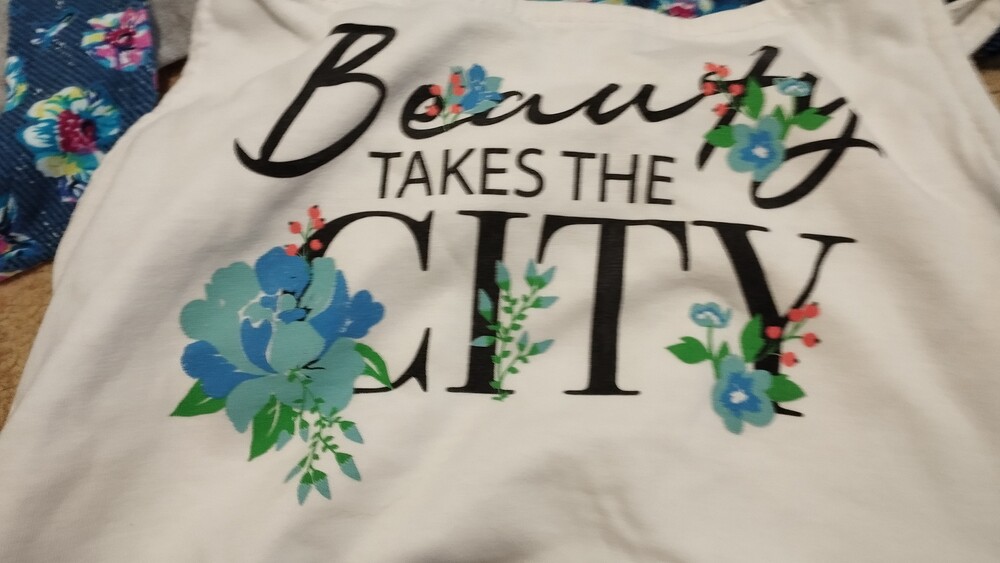 Beauty
TAKES THE
CITY